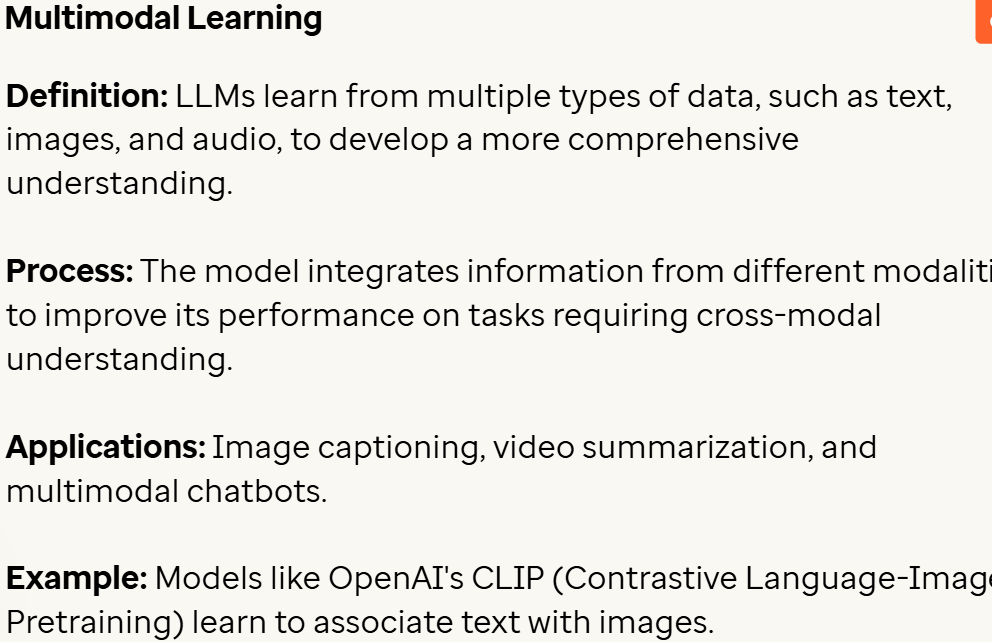 Multimodal Learning
Definition: LLMs learn from multiple types of data, such as text,
images, and audio, to develop a more comprehensive
understanding.
Process: The model integrates information from different modaliti
to improve its performance on tasks requiring cross-modal
understanding.
Applications: Image captioning, video summarization, and
multimodal chatbots.
Example: Models like OpenAI's CLIP (Contrastive Language-Image
Pretraining) learn to associate text with images.